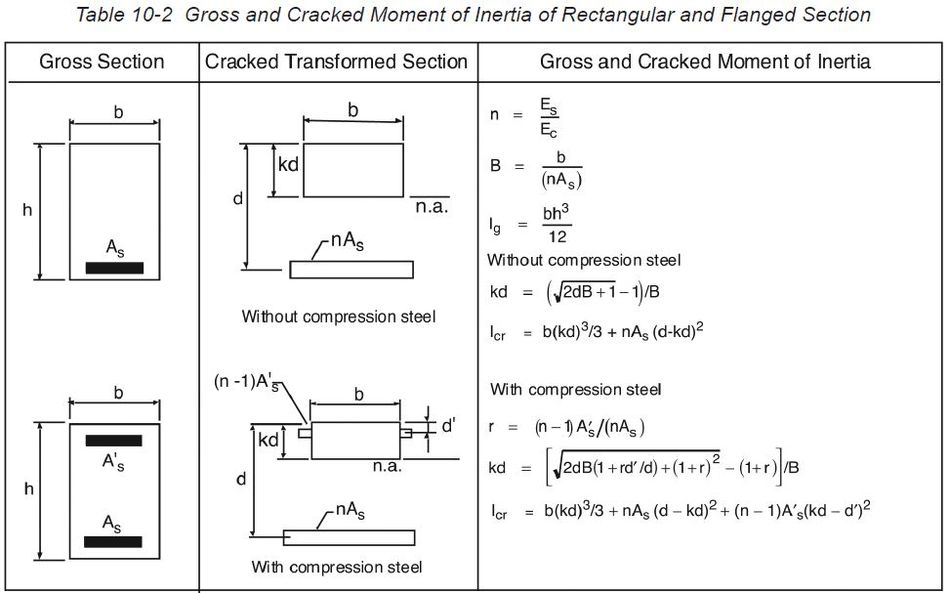 Table 10-2 Gross and Cracked Moment of Inertia of Rectangular and Flanged Section
Gross Section
Cracked Transformed Section
Gross and Cracked Moment of Inertia
b
h
Aₛ
b
kd
d
n.a.
nAₛ
Without compression steel
n = Eₛ/E꜀
B = b/(nAₛ)
I_g = bh³/12
Without compression steel
kd = (√(2dB + 1) – 1)/B
I_cr = b(kd)³/3 + nAₛ (d-kd)²
b
h
A'ₛ
Aₛ
(n -1)A'ₛ
b
d'
kd
d
n.a.
nAₛ
With compression steel
With compression steel
r = (n – 1) A′ₛ/(nAₛ)
kd = [√(2dB(1 + rd′/d) + (1+r)²) – (1+r)]/B
I_cr = b(kd)³/3 + nAₛ (d – kd)² + (n – 1)A′ₛ(kd – d′)²